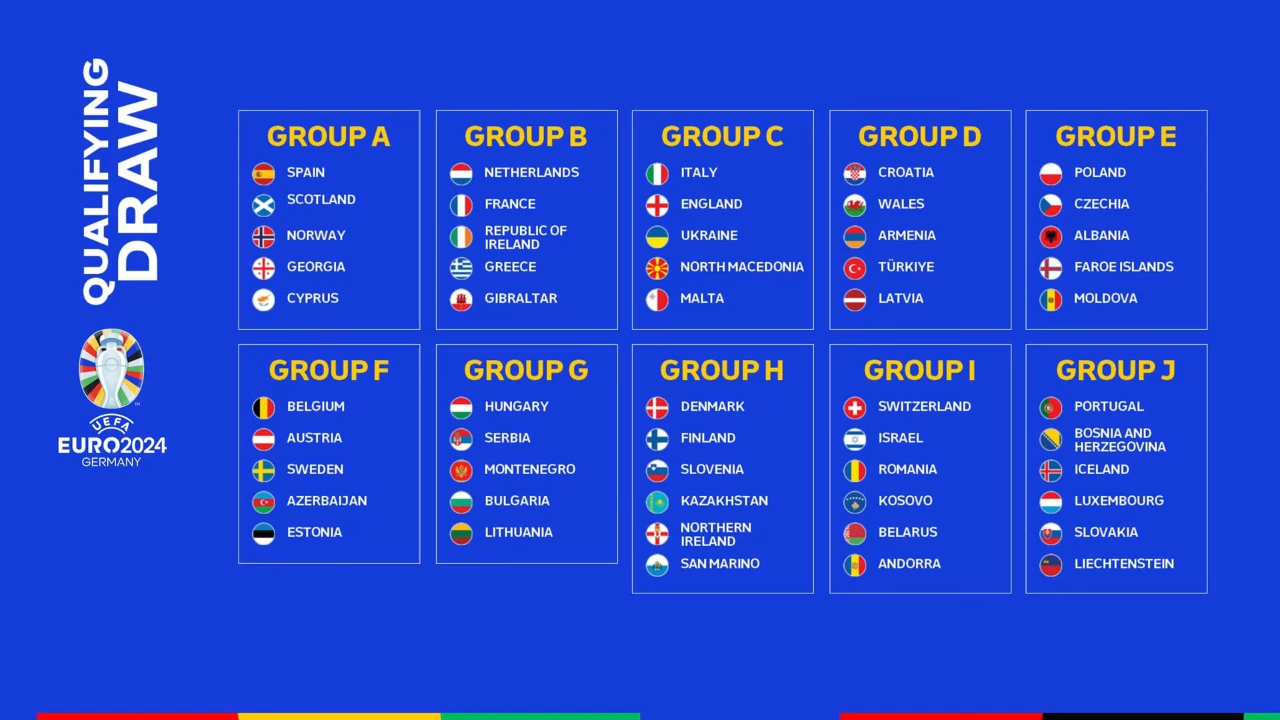 QUALIFYING
DRAW
UEFA
EURO2024
GERMANY
GROUP A
SPAIN
SCOTLAND
NORWAY
GEORGIA
CYPRUS
GROUP B
NETHERLANDS
FRANCE
REPUBLIC OF
IRELAND
GREECE
GIBRALTAR
GROUP C
ITALY
ENGLAND
UKRAINE
NORTH MACEDONIA
MALTA
GROUP D
CROATIA
WALES
ARMENIA
TÜRKIYE
LATVIA
GROUP E
POLAND
CZECHIA
ALBANIA
FAROE ISLANDS
MOLDOVA
GROUP F
BELGIUM
AUSTRIA
SWEDEN
AZERBAIJAN
ESTONIA
GROUP G
HUNGARY
SERBIA
MONTENEGRO
BULGARIA
LITHUANIA
GROUP H
DENMARK
FINLAND
SLOVENIA
KAZAKHSTAN
NORTHERN
IRELAND
SAN MARINO
GROUP I
SWITZERLAND
ISRAEL
ROMANIA
KOSOVO
BELARUS
ANDORRA
GROUP J
PORTUGAL
BOSNIA AND
HERZEGOVINA
ICELAND
LUXEMBOURG
SLOVAKIA
LIECHTENSTEIN